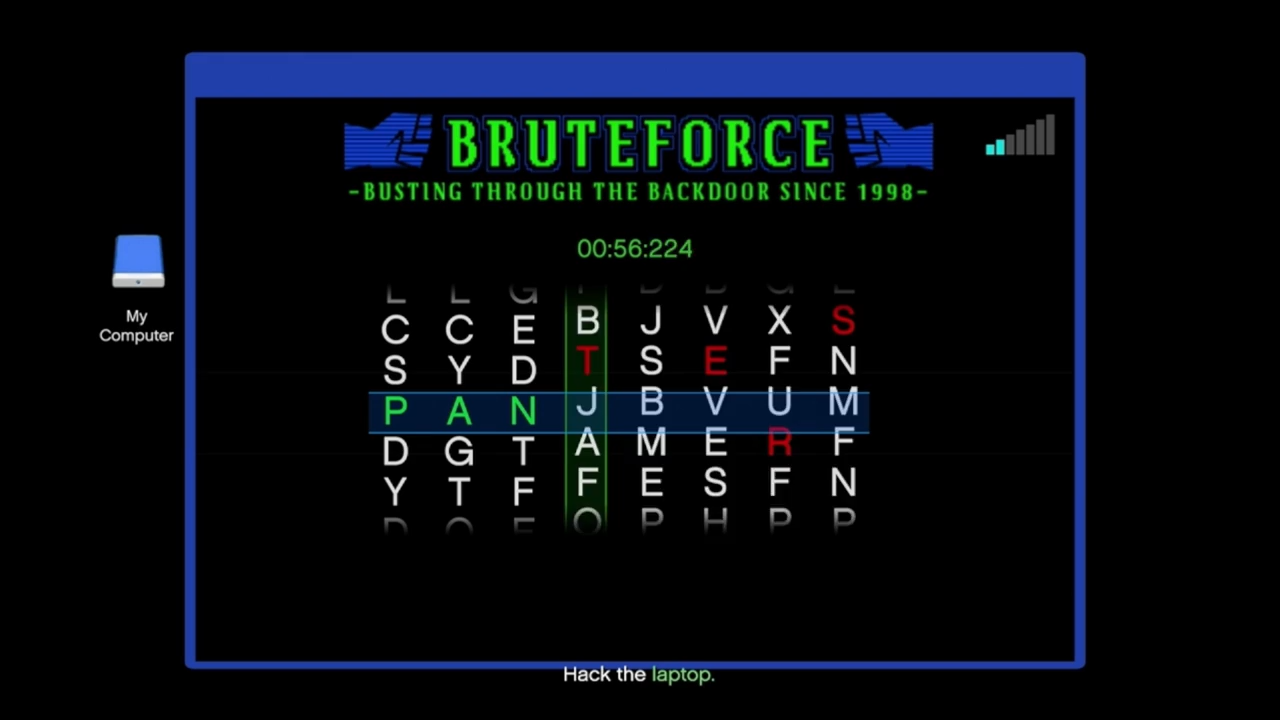 BRUTEFORCE
-BUSTING THROUGH THE BACKDOOR SINCE 1998-
00:56:224
My
Computer
C C E B J V X S
S Y D T S E F N
P A N J B V U M
D G T A M E R F
Y T F F E S F N
Hack the laptop.